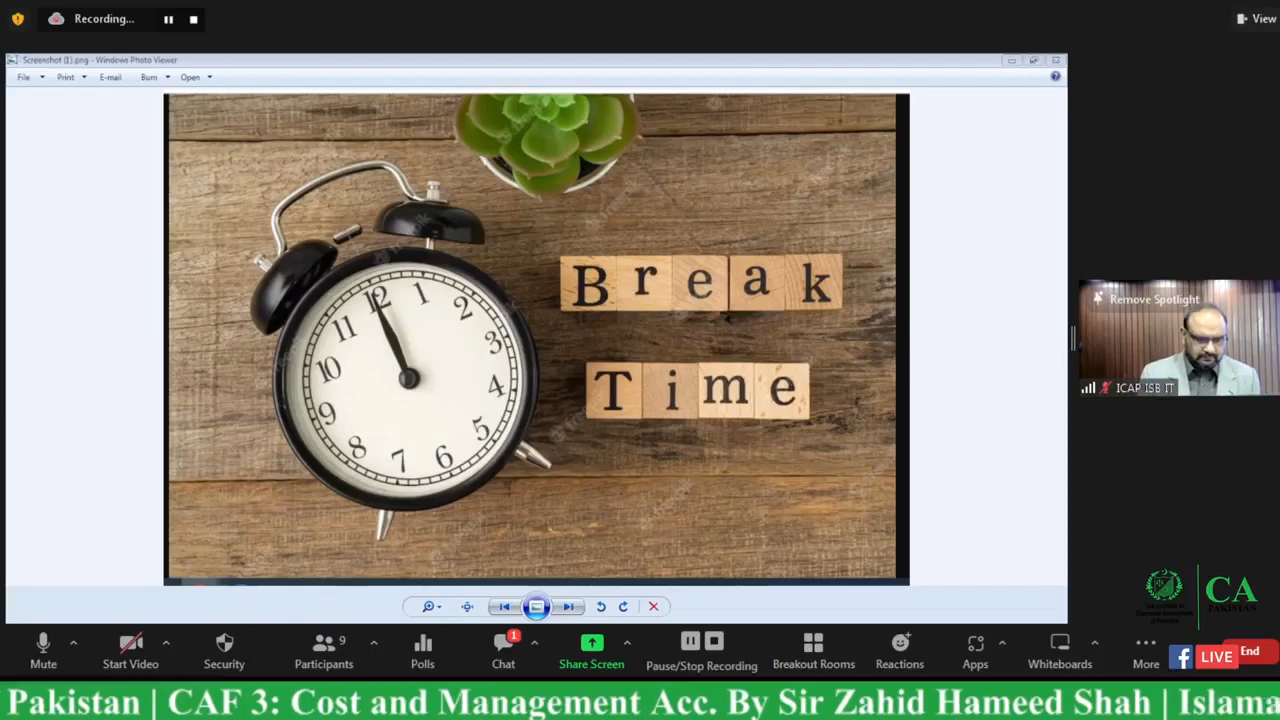 Recording...
View
Screenshot (1).png - Windows Photo Viewer
File Print E-mail Burn Open
12 1 2 3 4 5 6 7 8 9 10 11
Break
Time
Remove Spotlight
ICAP ISB IT
CA
PAKISTAN
Mute
Start Video
Security
9
Participants
Polls
1
Chat
Share Screen
Pause/Stop Recording
Breakout Rooms
Reactions
Apps
Whiteboards
More
LIVE
End
Pakistan | CAF 3: Cost and Management Acc. By Sir Zahid Hameed Shah | Islama